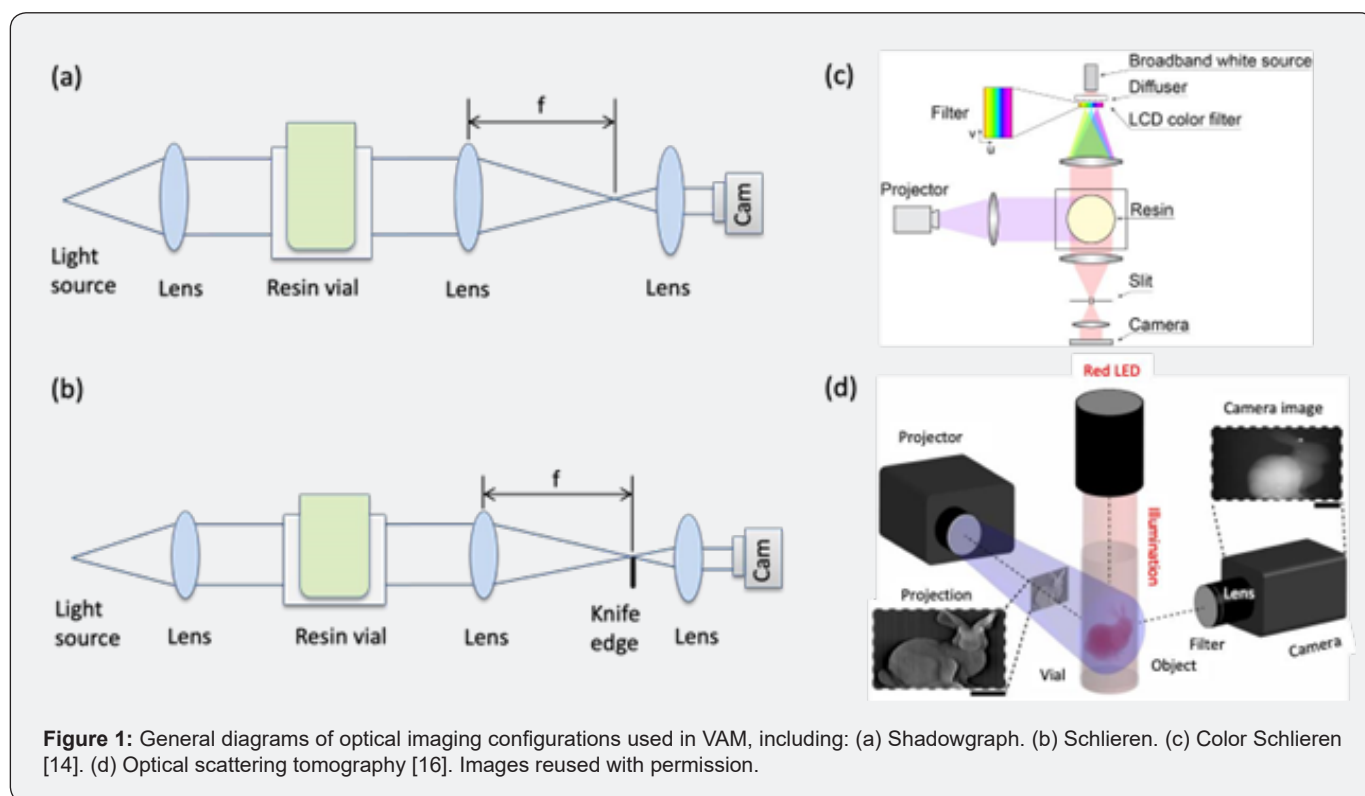 (a)
f
Cam
Light
source
Lens
Resin vial
Lens
Lens
(b)
f
Cam
Light
source
Lens
Resin vial
Lens
Knife
edge
Lens
(c)
Broadband white source
Diffuser
LCD color filter
Filter
v
u
Projector
Resin
Slit
Camera
(d)
Red LED
Projector
Camera image
Illumination
Projection
Lens
Vial
Object
Filter
Camera
Figure 1: General diagrams of optical imaging configurations used in VAM, including: (a) Shadowgraph. (b) Schlieren. (c) Color Schlieren
[14]. (d) Optical scattering tomography [16]. Images reused with permission.